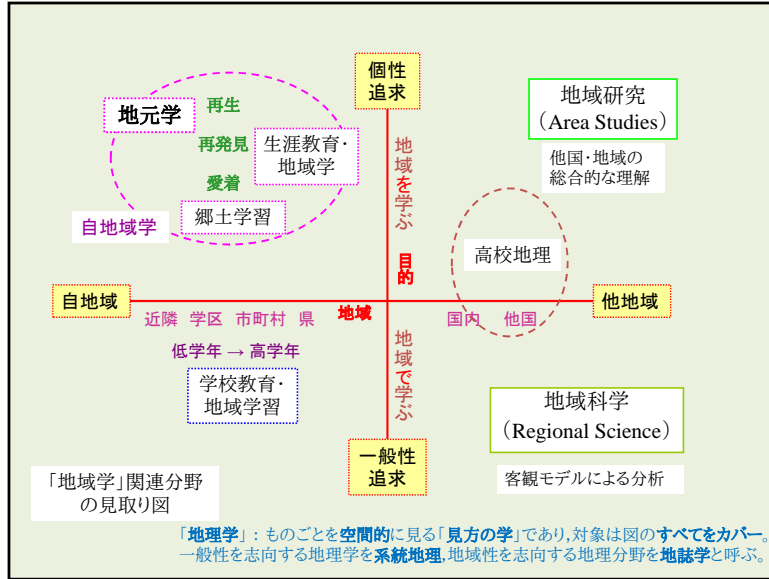 個性
追求
地域研究
（Area Studies）
他国・地域の
総合的な理解
地元学
再生
再発見
愛着
生涯教育・
地域学
郷土学習
自地域学
地域を学ぶ
目的
高校地理
自地域
他地域
近隣 学区 市町村 県
地域
国内 他国
低学年 → 高学年
学校教育・
地域学習
地域で学ぶ
地域科学
（Regional Science）
客観モデルによる分析
一般性
追求
「地域学」関連分野
の見取り図
「地理学」：ものごとを空間的に見る「見方の学」であり,対象は図のすべてをカバー。
一般性を志向する地理学を系統地理,地域性を志向する地理分野を地誌学と呼ぶ。